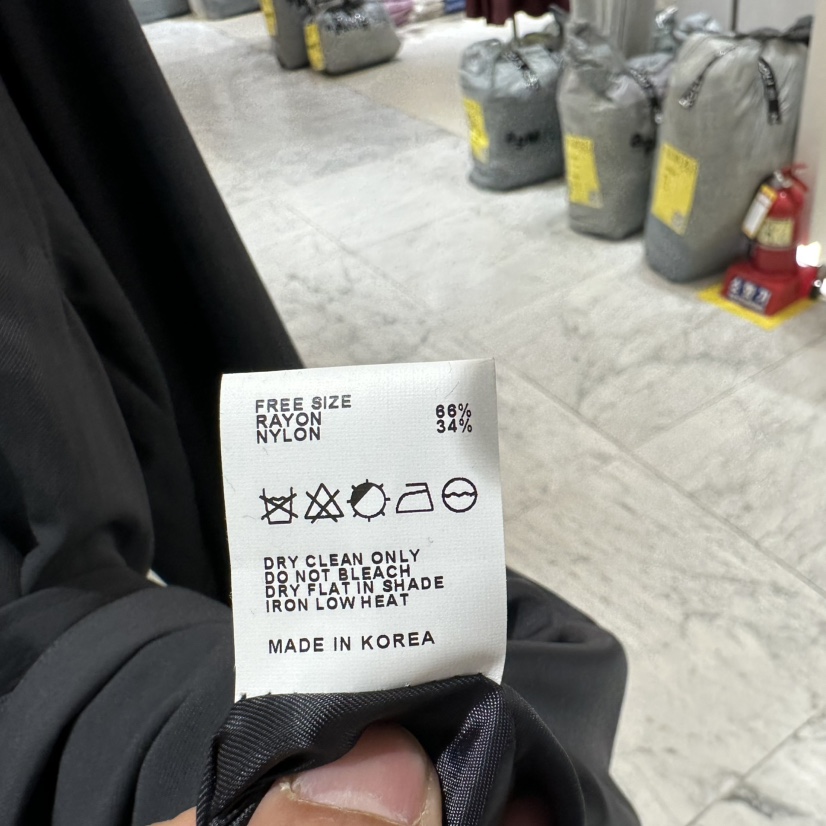 FREE SIZE
RAYON 66%
NYLON 34%
DRY CLEAN ONLY
DO NOT BLEACH
DRY FLAT IN SHADE
IRON LOW HEAT
MADE IN KOREA